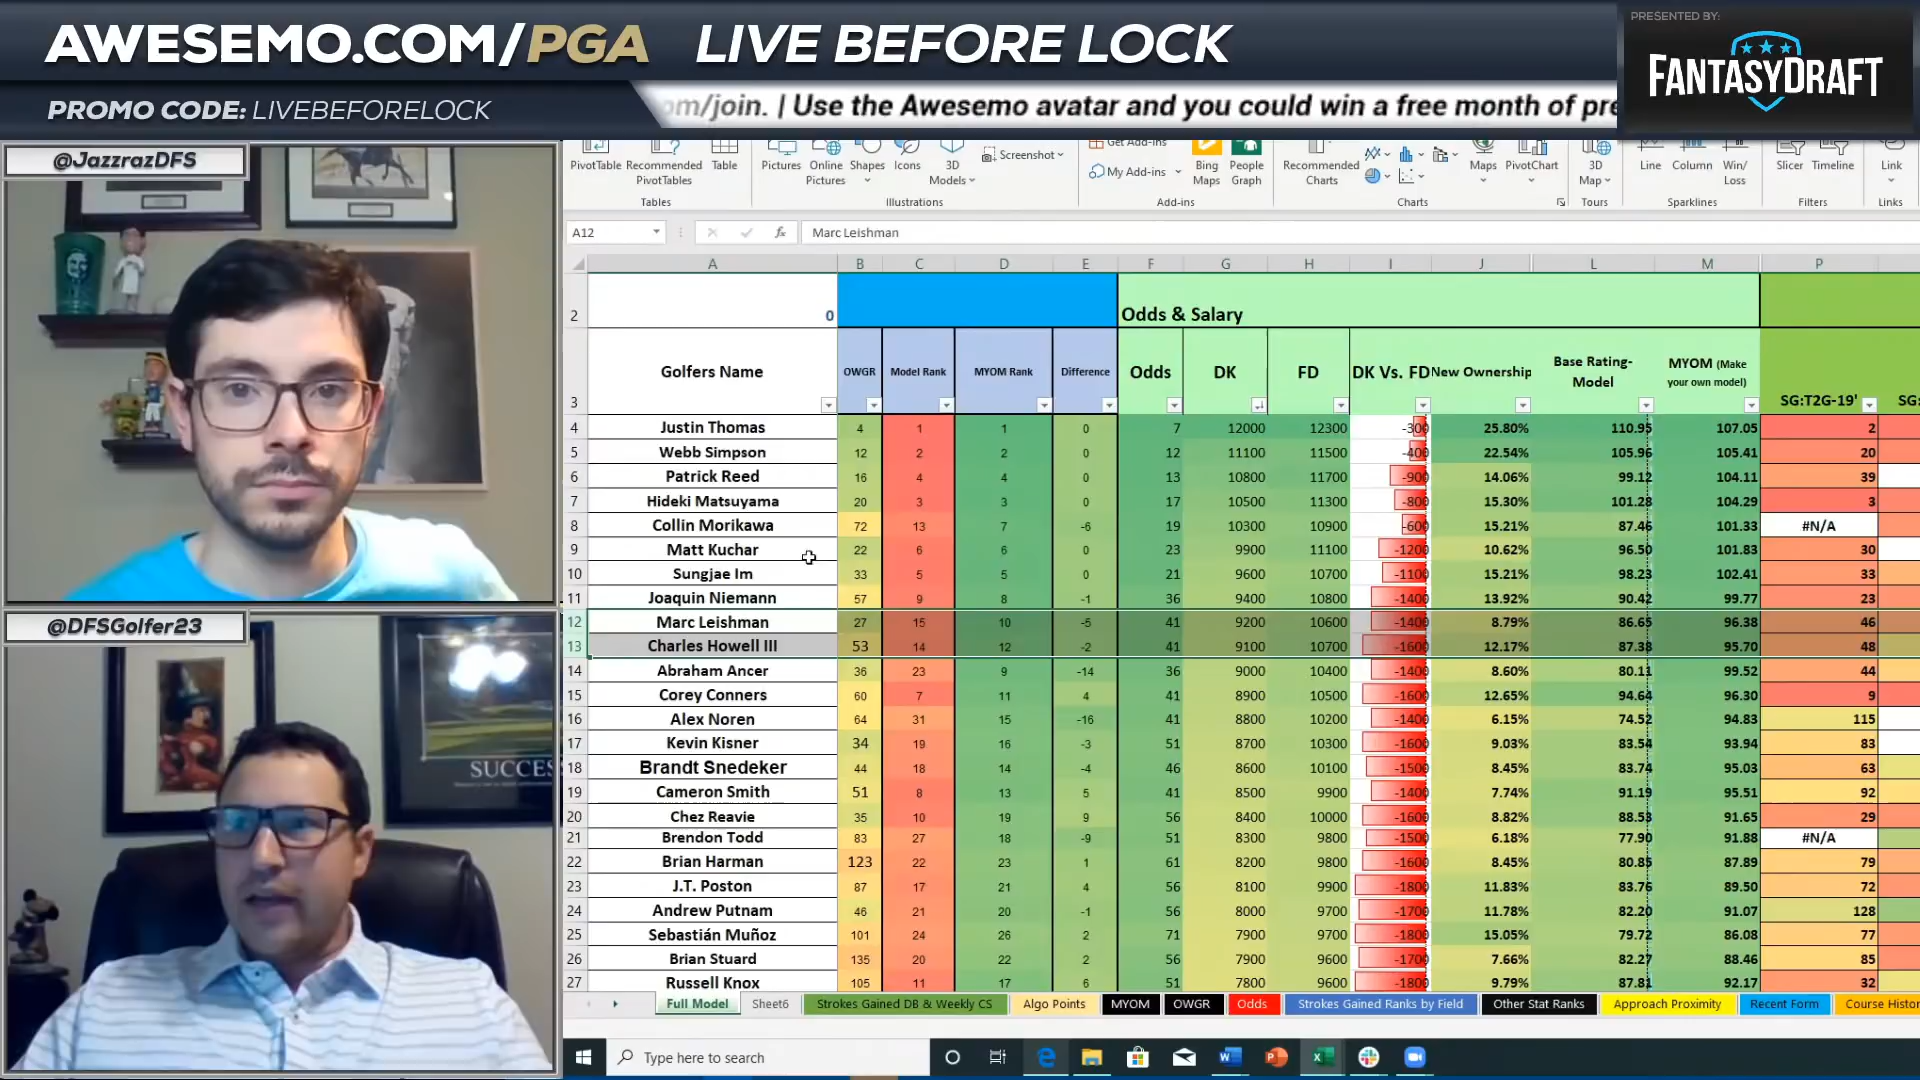 AWESEMO.COM/PGA LIVE BEFORE LOCK
PRESENTED BY:
FANTASYDRAFT
PROMO CODE: LIVEBEFORELOCK
om/join. | Use the Awesemo avatar and you could win a free month of pre
@JazzrazDFS
@DFSGolfer23
SUCCES
PivotTable Recommended PivotTables Table
Tables
Pictures Online Pictures Shapes Icons 3D Models Screenshot
Illustrations
Get Add-ins
My Add-ins Bing Maps People Graph
Add-ins
Recommended Charts Maps PivotChart
Charts
3D Map
Tours
Line Column Win/Loss
Sparklines
Slicer Timeline
Filters
Link
Links
A12 fx Marc Leishman
A B C D E F G H I J L M P
2 0 Odds & Salary
3 Golfers Name OWGR Model Rank MYOM Rank Difference Odds DK FD DK Vs. FD New Ownership Base Rating-Model MYOM (Make your own model) SG:T2G-19' SG:
4 Justin Thomas 4 1 1 0 7 12000 12300 -300 25.80% 110.95 107.05 2
5 Webb Simpson 12 2 2 0 12 11100 11500 -400 22.54% 105.96 105.41 20
6 Patrick Reed 16 4 4 0 13 10800 11700 -900 14.06% 99.12 104.11 39
7 Hideki Matsuyama 20 3 3 0 17 10500 11300 -800 15.30% 101.28 104.29 3
8 Collin Morikawa 72 13 7 -6 19 10300 10900 -600 15.21% 87.46 101.33 #N/A
9 Matt Kuchar 22 6 6 0 23 9900 11100 -1200 10.62% 96.50 101.83 30
10 Sungjae Im 33 5 5 0 21 9600 10700 -1100 15.21% 98.23 102.41 33
11 Joaquin Niemann 57 9 8 -1 36 9400 10800 -1400 13.92% 90.42 99.77 23
12 Marc Leishman 27 15 10 -5 41 9200 10600 -1400 8.79% 86.65 96.38 46
13 Charles Howell III 53 14 12 -2 41 9100 10700 -1600 12.17% 87.38 95.70 48
14 Abraham Ancer 36 23 9 -14 36 9000 10400 -1400 8.60% 80.11 99.52 44
15 Corey Conners 60 7 11 4 41 8900 10500 -1600 12.65% 94.64 96.30 9
16 Alex Noren 64 31 15 -16 41 8800 10200 -1400 6.15% 74.52 94.83 115
17 Kevin Kisner 34 19 16 -3 51 8700 10300 -1600 9.03% 83.54 93.94 83
18 Brandt Snedeker 44 18 14 -4 46 8600 10100 -1500 8.45% 83.74 95.03 63
19 Cameron Smith 51 8 13 5 41 8500 9900 -1400 7.74% 91.19 95.51 92
20 Chez Reavie 35 10 19 9 56 8400 10000 -1600 8.82% 88.53 91.65 29
21 Brendon Todd 83 27 18 -9 51 8300 9800 -1500 6.18% 77.90 91.88 #N/A
22 Brian Harman 123 22 23 1 61 8200 9800 -1600 8.45% 80.85 87.89 79
23 J.T. Poston 87 17 21 4 56 8100 9900 -1800 11.83% 83.76 89.50 72
24 Andrew Putnam 46 21 20 -1 56 8000 9700 -1700 11.78% 82.20 91.07 128
25 Sebastián Muñoz 101 24 26 2 71 7900 9700 -1800 15.05% 79.72 86.08 77
26 Brian Stuard 135 20 22 2 56 7900 9600 -1700 7.66% 82.27 88.46 85
27 Russell Knox 105 11 17 6 51 7800 9600 -1800 9.79% 87.81 92.17 32
Full Model Sheet6 Strokes Gained DB & Weekly CS Algo Points MYOM OWGR Odds Strokes Gained Ranks by Field Other Stat Ranks Approach Proximity Recent Form Course Histor
Type here to search